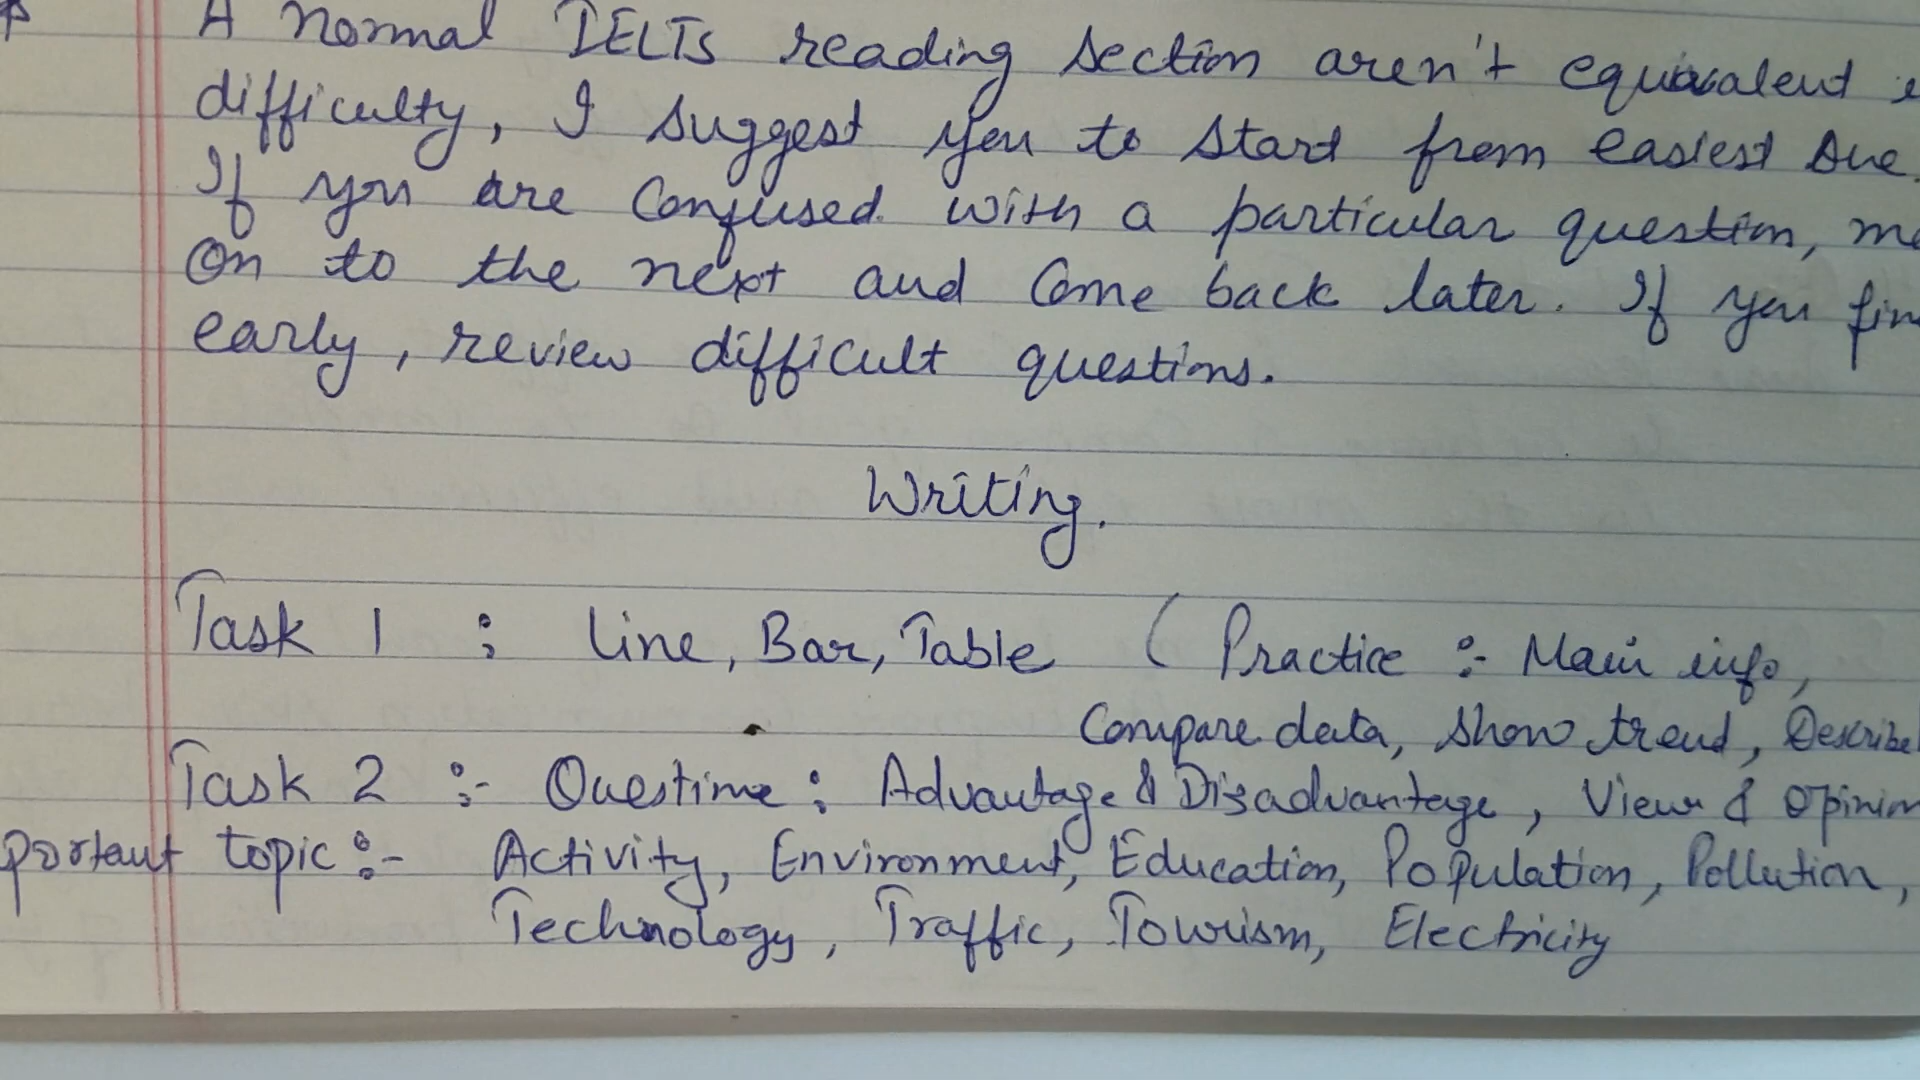 A normal IELTs reading section aren't equivalent
difficulty, I suggest you to start from easiest
If you are confused with a particular question,
on to the next and come back later. If you
early, review difficult questions.
Writing.
Task 1 : Line, Bar, Table ( Practice :- Main info,
Compare data, show trend, Describe
Task 2 :- : Advantage & Disadvantage, View & opinion
portant topic :- Activity, Environment, Education, Population, Pollution,
Technology, Traffic, Tourism, Electricity